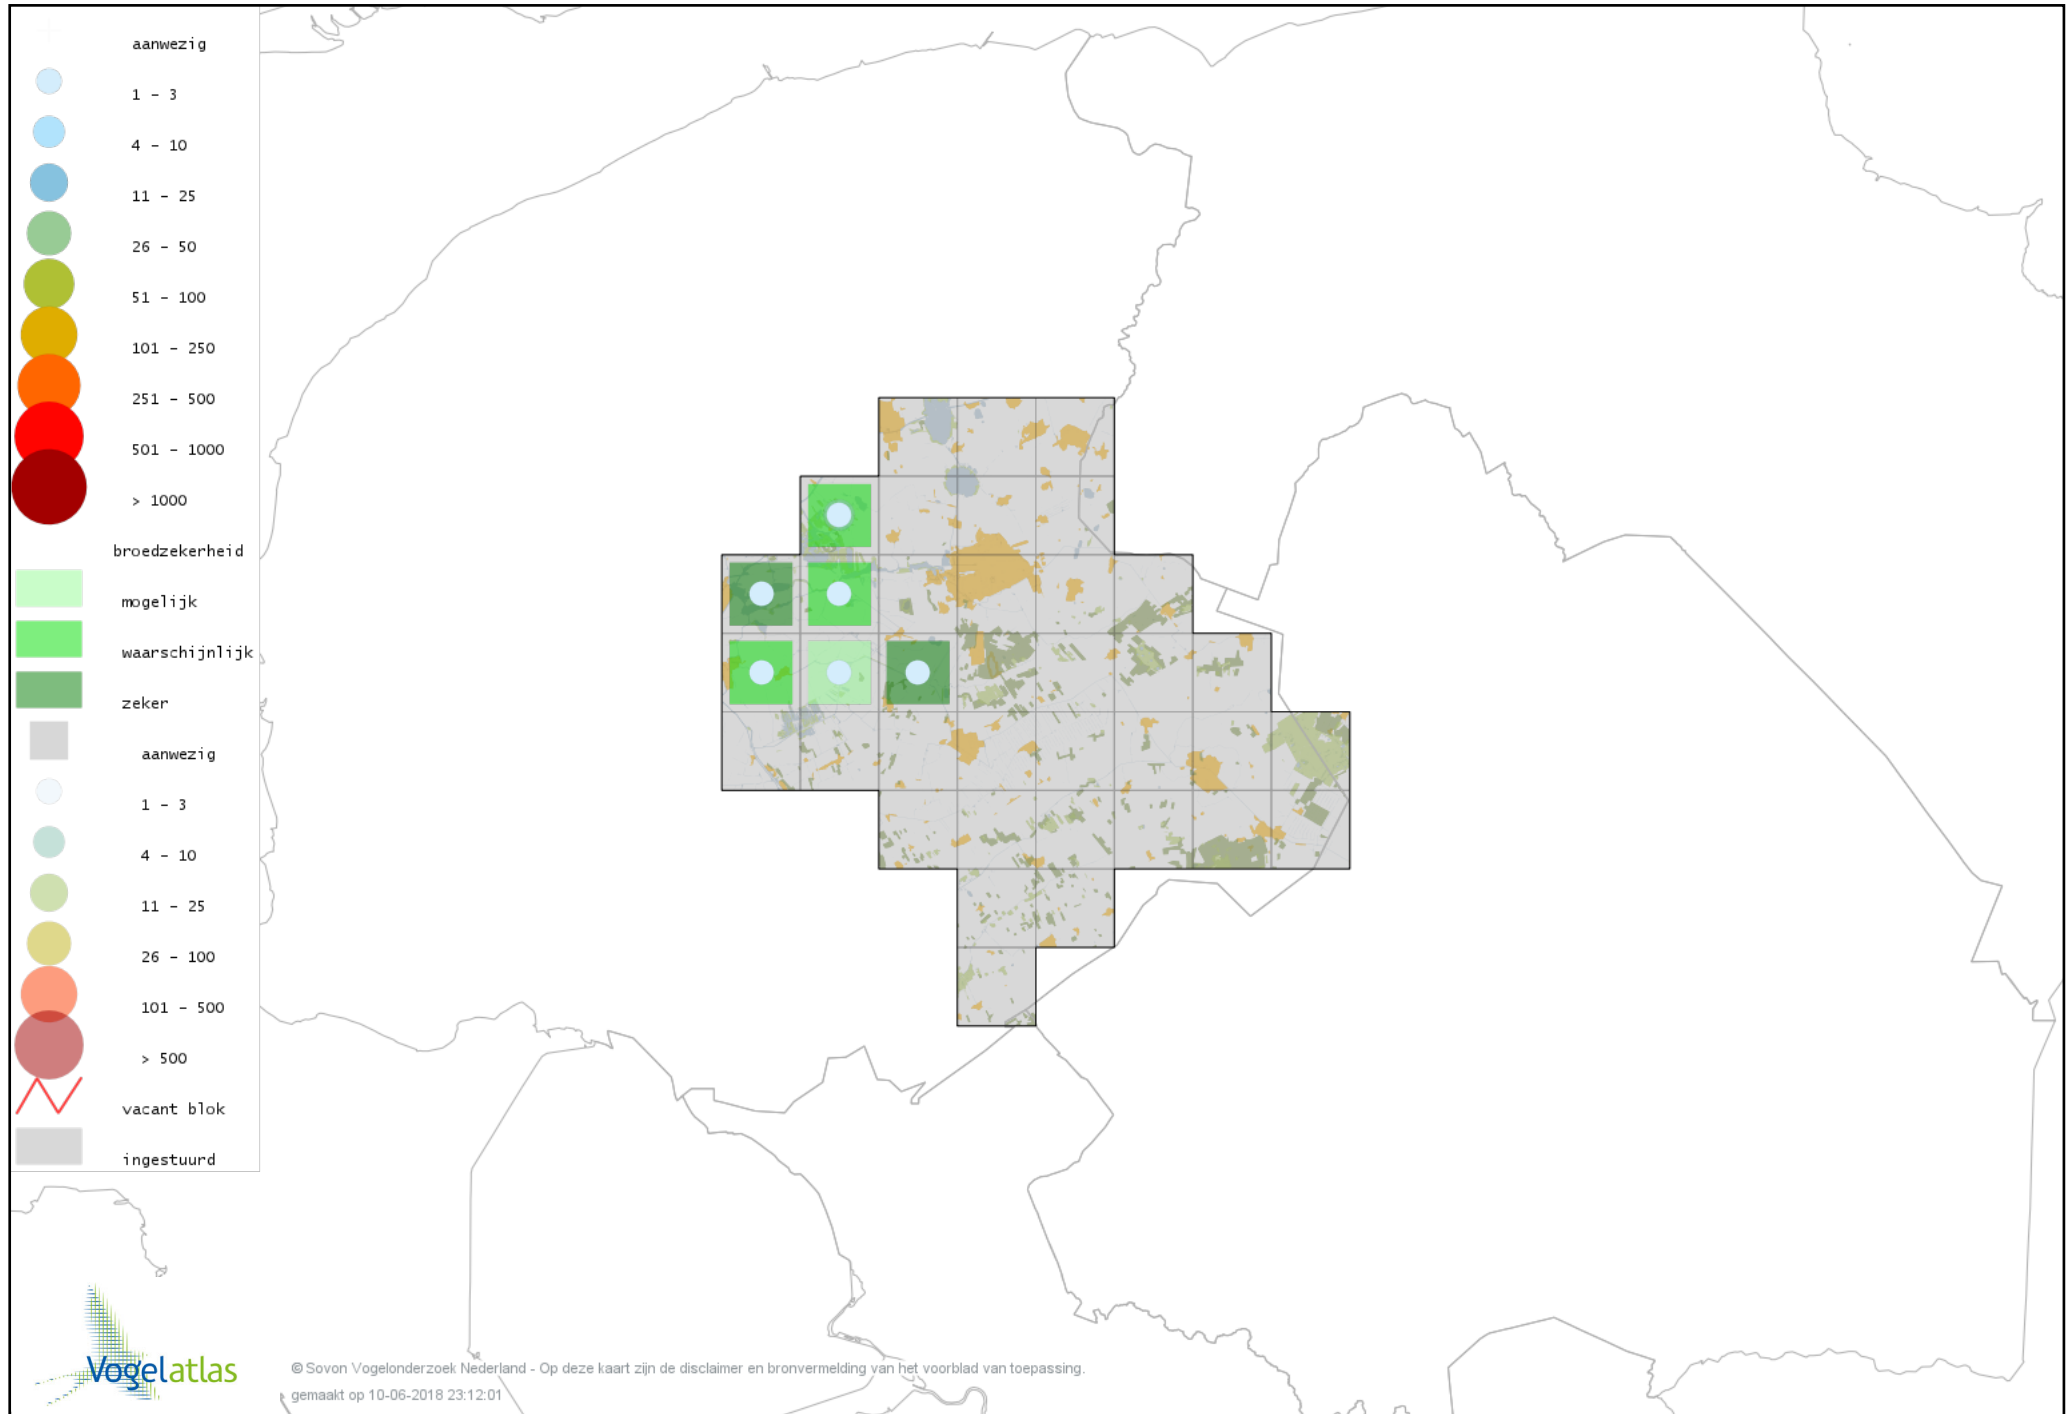 aanwezig
1 - 3
4 - 10
11 - 25
26 - 50
51 - 100
101 - 250
251 - 500
501 - 1000
> 1000
broedzekerheid
mogelijk
waarschijnlijk
zeker
aanwezig
1 - 3
4 - 10
11 - 25
26 - 100
101 - 500
> 500
vacant blok
ingestuurd
Vogelatlas
© Sovon Vogelonderzoek Nederland - Op deze kaart zijn de disclaimer en bronvermelding van het voorblad van toepassing.
gemaakt op 10-06-2018 23:12:01